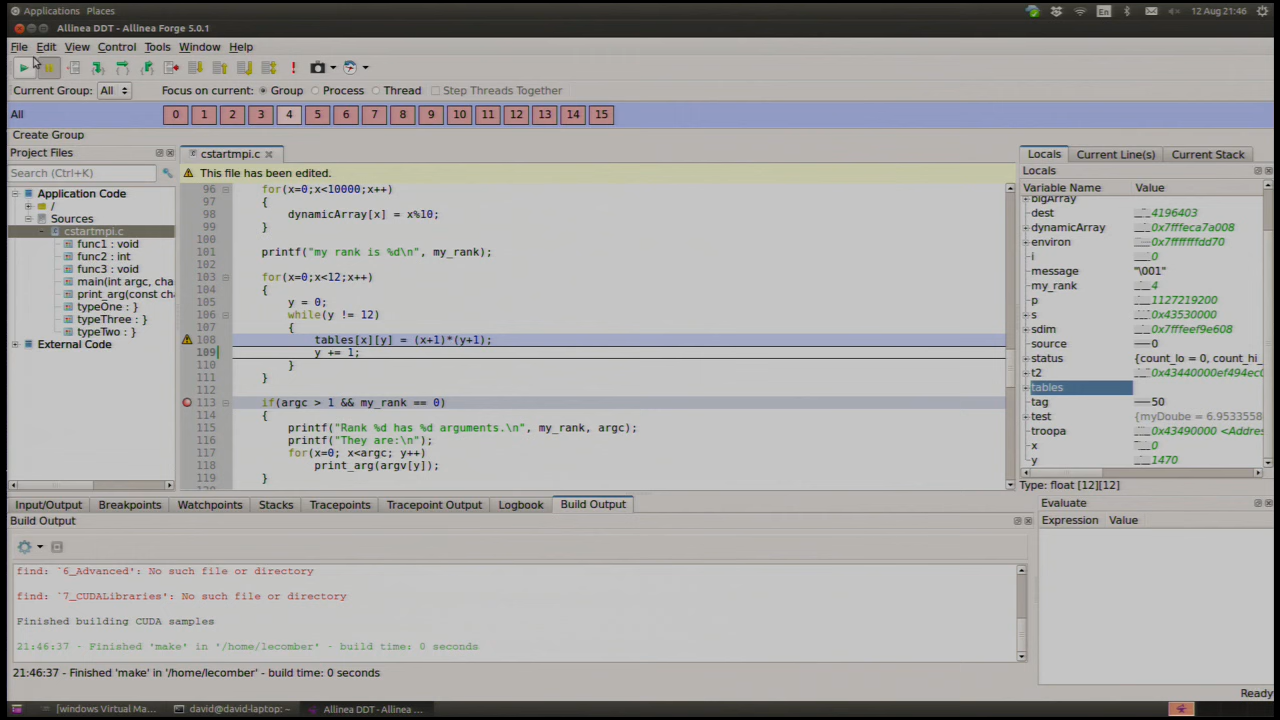 Applications Places
En
12 Aug 21:46
Allinea DDT - Allinea Forge 5.0.1
File Edit View Control Tools Window Help
Current Group: All Focus on current: Group Process Thread Step Threads Together
All 0 1 2 3 4 5 6 7 8 9 10 11 12 13 14 15
Create Group
Project Files
Search (Ctrl+K)
Application Code
/
Sources
cstartmpi.c
func1 : void
func2 : int
func3 : void
main(int argc, cha
print_arg(const cha
typeOne : }
typeThree : }
typeTwo : }
External Code
cstartmpi.c
This file has been edited.
96 for(x=0;x<10000;x++)
97 {
98 dynamicArray[x] = x%10;
99 }
100
101 printf("my rank is %d\n", my_rank);
102
103 for(x=0;x<12;x++)
104 {
105 y = 0;
106 while(y != 12)
107 {
108 tables[x][y] = (x+1)*(y+1);
109 y += 1;
110 }
111 }
112
113 if(argc > 1 && my_rank == 0)
114 {
115 printf("Rank %d has %d arguments.\n", my_rank, argc);
116 printf("They are:\n");
117 for(x=0; x<argc; y++)
118 print_arg(argv[y]);
119 }
Locals Current Line(s) Current Stack
Locals
Variable Name Value
bigArray
dest 4196403
dynamicArray 0x7fffeca7a008
environ 0x7fffffffdd70
i 0
message "\001"
my_rank 4
p 1127219200
s 0x43530000
sdim 0x7fffeef9e608
source 0
status {count_lo = 0, count_hi_
t2 0x43440000ef494ec0
tables
tag 50
test {myDoube = 6.9533558
troopa 0x43490000 <Addres
x 0
y 1470
Type: float [12][12]
Input/Output Breakpoints Watchpoints Stacks Tracepoints Tracepoint Output Logbook Build Output
Build Output
find: `6_Advanced': No such file or directory
find: `7_CUDALibraries': No such file or directory
Finished building CUDA samples
21:46:37 - Finished 'make' in '/home/lecomber' - build time: 0 seconds
21:46:37 - Finished 'make' in '/home/lecomber' - build time: 0 seconds
Evaluate
Expression Value
Ready
[windows Virtual Ma... david@david-laptop: ~ Allinea DDT - Allinea ...